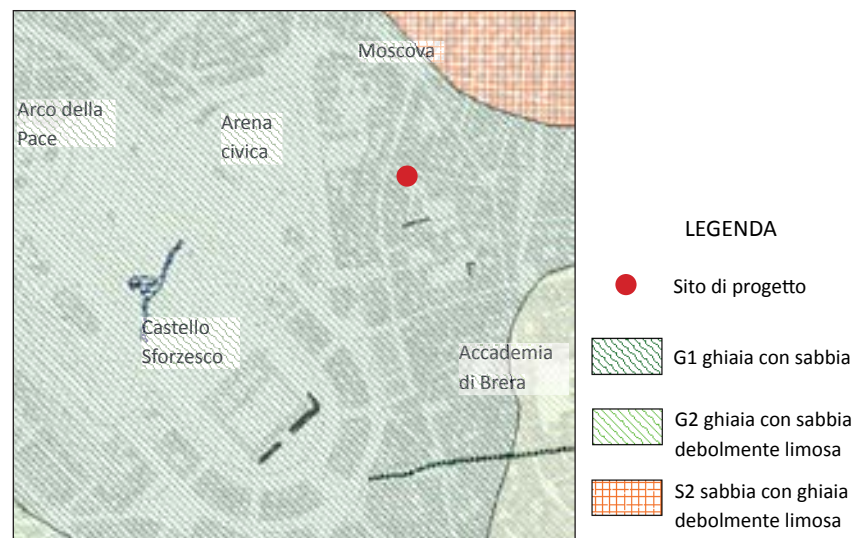 Moscova
Arco della
Pace
Arena
civica
Castello
Sforzesco
Accademia
di Brera
LEGENDA
Sito di progetto
G1 ghiaia con sabbia
G2 ghiaia con sabbia
debolmente limosa
S2 sabbia con ghiaia
debolmente limosa